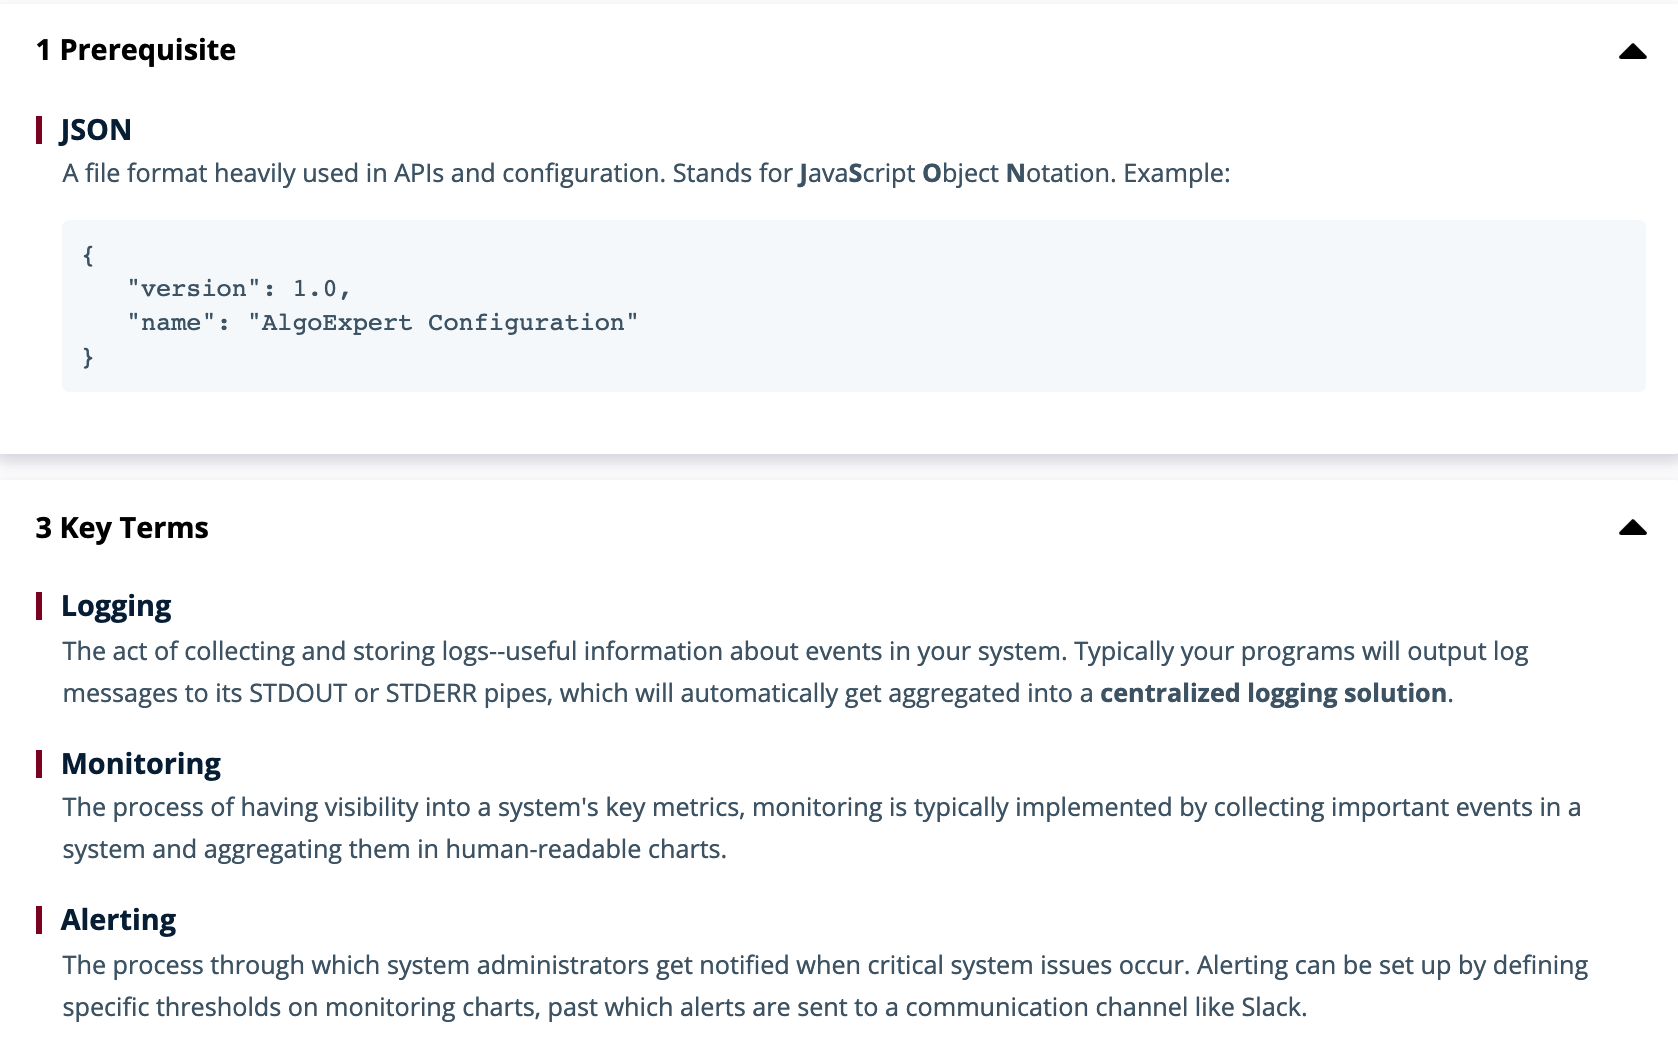 1 Prerequisite
JSON
A file format heavily used in APIs and configuration. Stands for JavaScript Object Notation. Example:
{
"version": 1.0,
"name": "AlgoExpert Configuration"
}
3 Key Terms
Logging
The act of collecting and storing logs--useful information about events in your system. Typically your programs will output log
messages to its STDOUT or STDERR pipes, which will automatically get aggregated into a centralized logging solution.
Monitoring
The process of having visibility into a system's key metrics, monitoring is typically implemented by collecting important events in a
system and aggregating them in human-readable charts.
Alerting
The process through which system administrators get notified when critical system issues occur. Alerting can be set up by defining
specific thresholds on monitoring charts, past which alerts are sent to a communication channel like Slack.